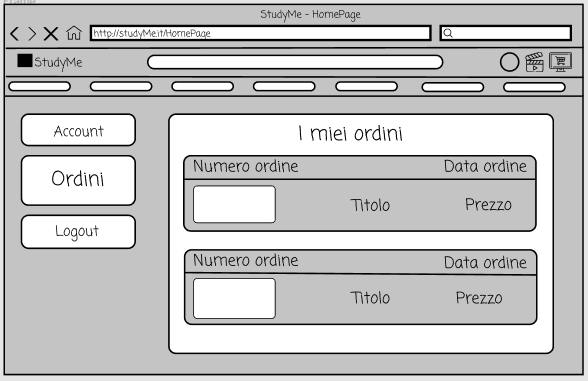 StudyMe - HomePage
http://studyMe.it/HomePage
StudyMe
Account
Ordini
Logout
I miei ordini
Numero ordine Data ordine
Titolo Prezzo
Numero ordine Data ordine
Titolo Prezzo